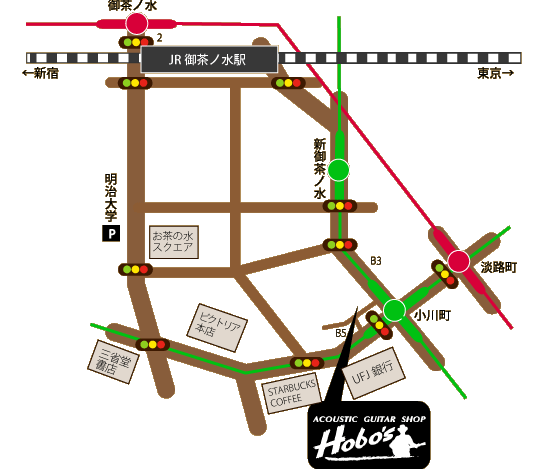 御茶ノ水
2
JR 御茶ノ水駅
←新宿
東京→
新御茶ノ水
明治大学
P
お茶の水
スクエア
B3
淡路町
小川町
ビクトリア
本店
B5
三省堂
書店
UFJ 銀行
STARBUCKS
COFFEE
ACOUSTIC GUITAR SHOP
Hobo's